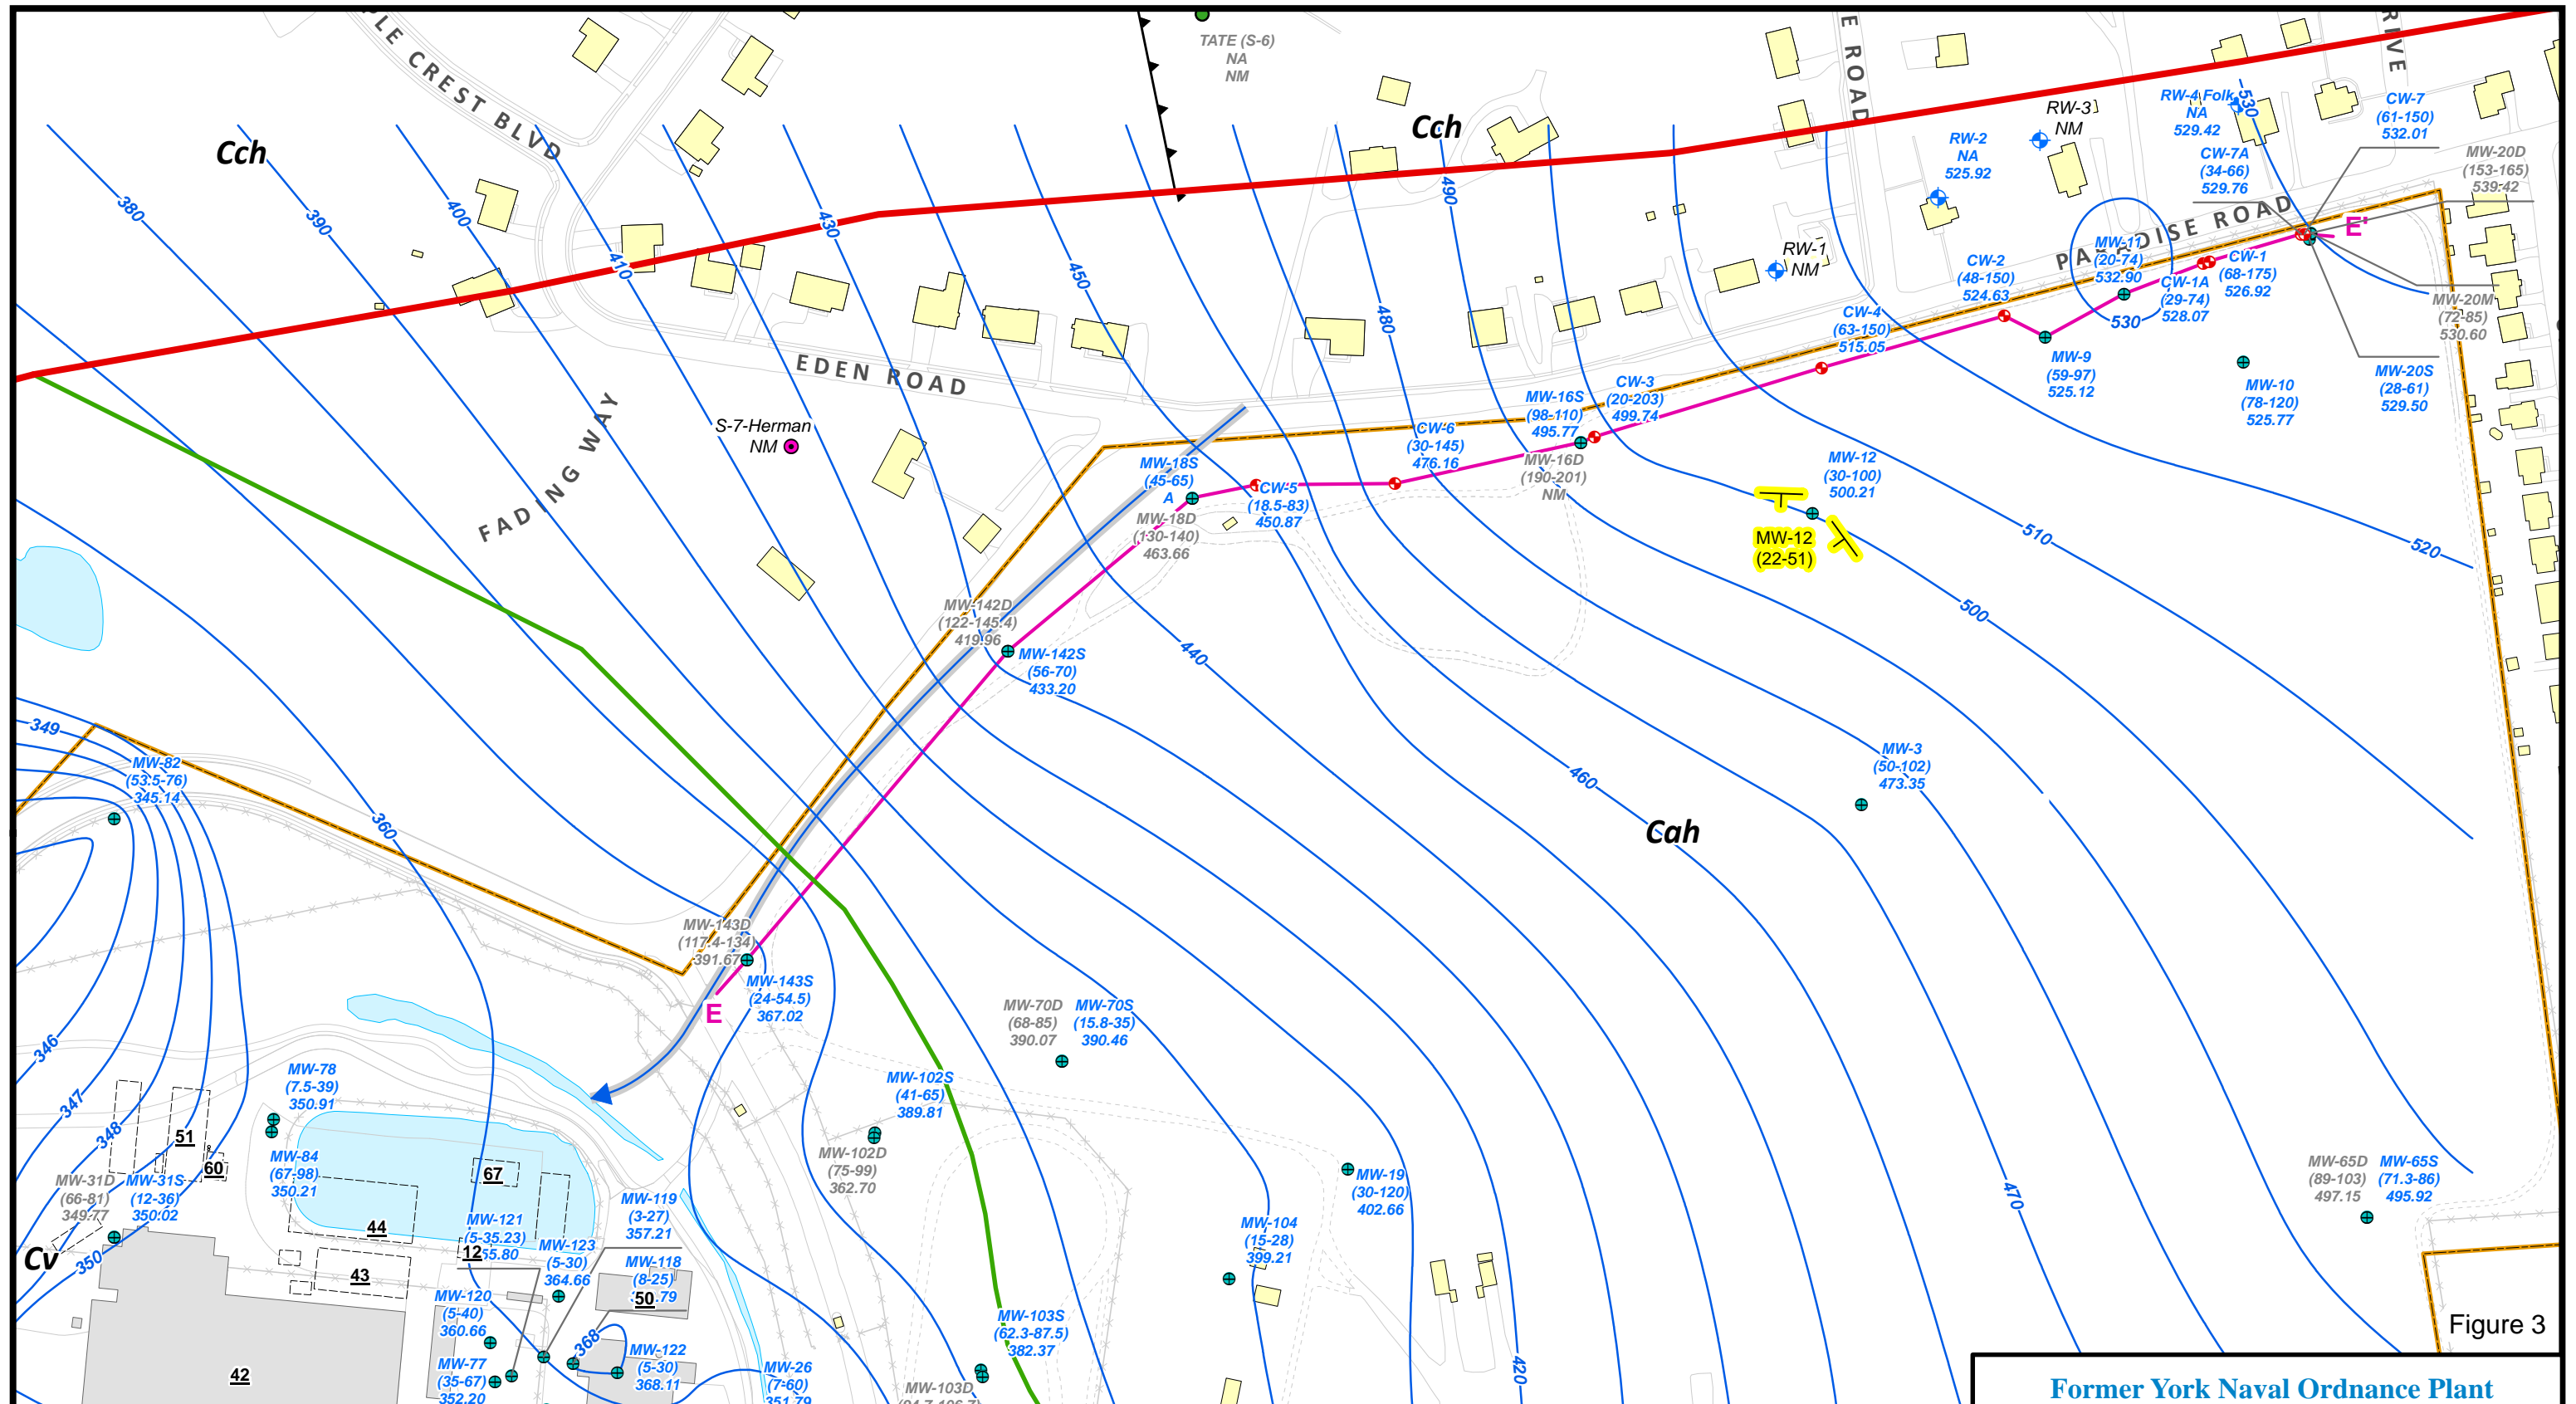 LE CREST BLVD
TATE (S-6)
NA
NM
E ROAD
RIVE
Cch
Cch
RW-3
NM
RW-4 Folk
NA
529.42
530
CW-7
(61-150)
532.01
RW-2
NA
525.92
CW-7A
(34-66)
529.76
MW-20D
(153-165)
539.42
380
390
400
410
430
450
480
490
RW-1
NM
PARADISE ROAD
E'
MW-11
(20-74)
532.90
CW-2
(48-150)
524.63
CW-1A
(29-74)
528.07
CW-1
(68-175)
526.92
530
MW-20M
(72-85)
530.60
CW-4
(63-150)
515.05
MW-9
(59-97)
525.12
MW-10
(78-120)
525.77
MW-20S
(28-61)
529.50
EDEN ROAD
FADING WAY
S-7-Herman
NM
MW-18S
(45-65)
A
MW-18D
(130-140)
463.66
CW-5
(18.5-83)
450.87
CW-6
(30-145)
476.16
MW-16S
(98-110)
495.77
MW-16D
(190-201)
NM
CW-3
(20-203)
499.74
MW-12
(30-100)
500.21
MW-12
(22-51)
510
520
500
MW-142D
(122-145.4)
419.96
MW-142S
(56-70)
433.20
440
460
470
420
MW-3
(50-102)
473.35
Cah
349
MW-82
(53.5-76)
345.14
360
MW-143D
(117.4-134)
391.67
MW-143S
(24-54.5)
367.02
E
MW-70D
(68-85)
390.07
MW-70S
(15.8-35)
390.46
346
347
348
350
MW-78
(7.5-39)
350.91
MW-84
(67-98)
350.21
51
60
67
44
43
12
50
42
MW-31D
(66-81)
349.77
MW-31S
(12-36)
350.02
Cv
MW-102S
(41-65)
389.81
MW-102D
(75-99)
362.70
MW-19
(30-120)
402.66
MW-104
(15-28)
399.21
MW-65D
(89-103)
497.15
MW-65S
(71.3-86)
495.92
MW-119
(3-27)
357.21
MW-121
(5-35.23)
55.80
MW-123
(5-30)
364.66
MW-118
(8-25)
.79
MW-120
(5-40)
360.66
368
MW-122
(5-30)
368.11
MW-77
(35-67)
352.20
MW-26
(7-60)
351.79
MW-103S
(62.3-87.5)
382.37
MW-103D
Figure 3
Former York Naval Ordnance Plant